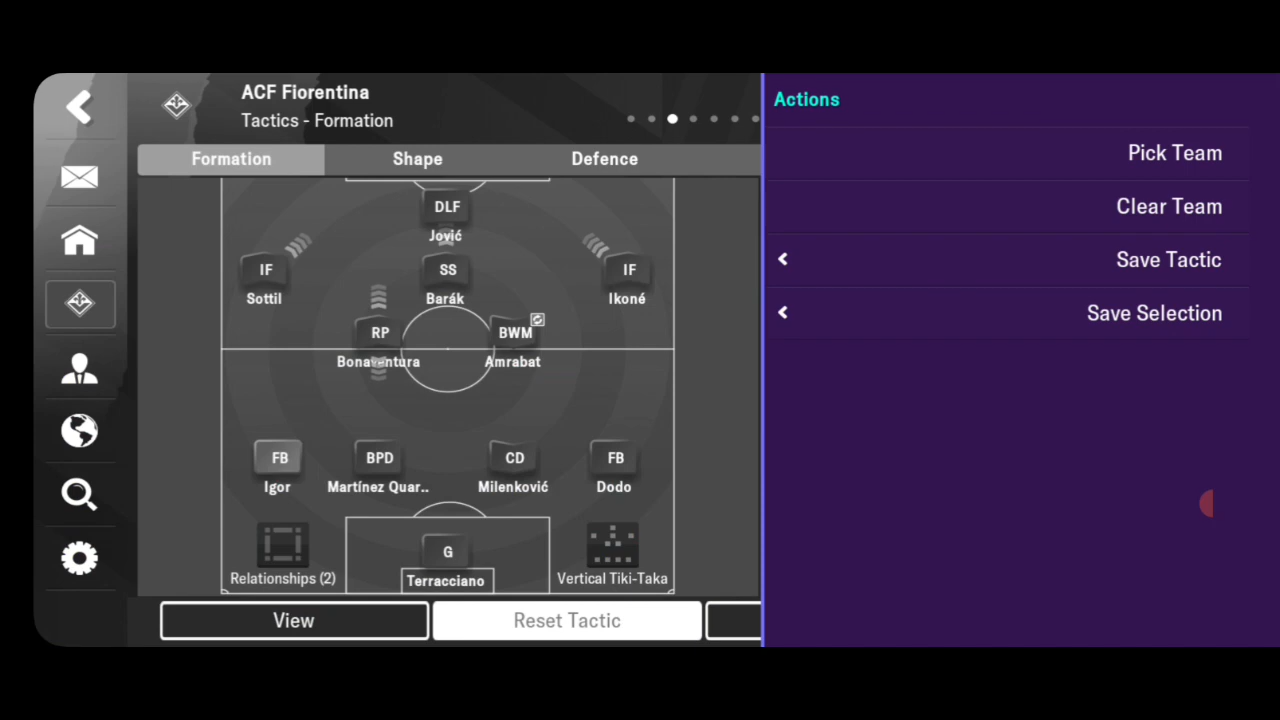 ACF Fiorentina
Tactics - Formation
Formation
Shape
Defence
DLF
Jović
IF
SS
IF
Sottil
Barák
Ikoné
RP
BWM
Bonaventura
Amrabat
FB
BPD
CD
FB
Igor
Martínez Quar..
Milenković
Dodo
G
Relationships (2)
Terracciano
Vertical Tiki-Taka
View
Reset Tactic
Actions
Pick Team
Clear Team
Save Tactic
Save Selection